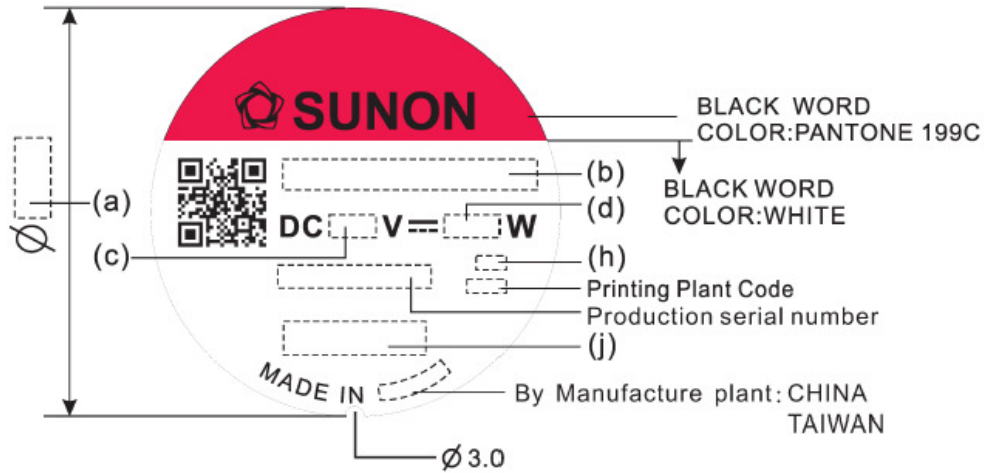 SUNON
BLACK WORD
COLOR:PANTONE 199C
(a)
Ø
(b)
BLACK WORD
COLOR:WHITE
(d)
DC V W
(c)
(h)
Printing Plant Code
Production serial number
(j)
MADE IN
By Manufacture plant: CHINA
TAIWAN
Ø 3.0